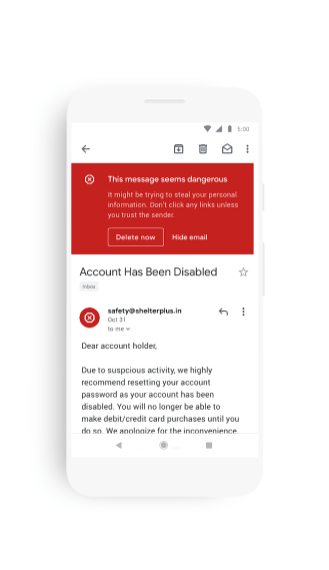 5:00
This message seems dangerous
It might be trying to steal your personal
information. Don't click any links unless
you trust the sender.
Delete now Hide email
Account Has Been Disabled
Inbox
safety@shelterplus.in
Oct 31
to me
Dear account holder,
Due to suspcious activity, we highly
recommend resetting your account
password as your account has been
disabled. You will no longer be able to
make debit/credit card purchases until you
do so. We apologize for the inconvenience.